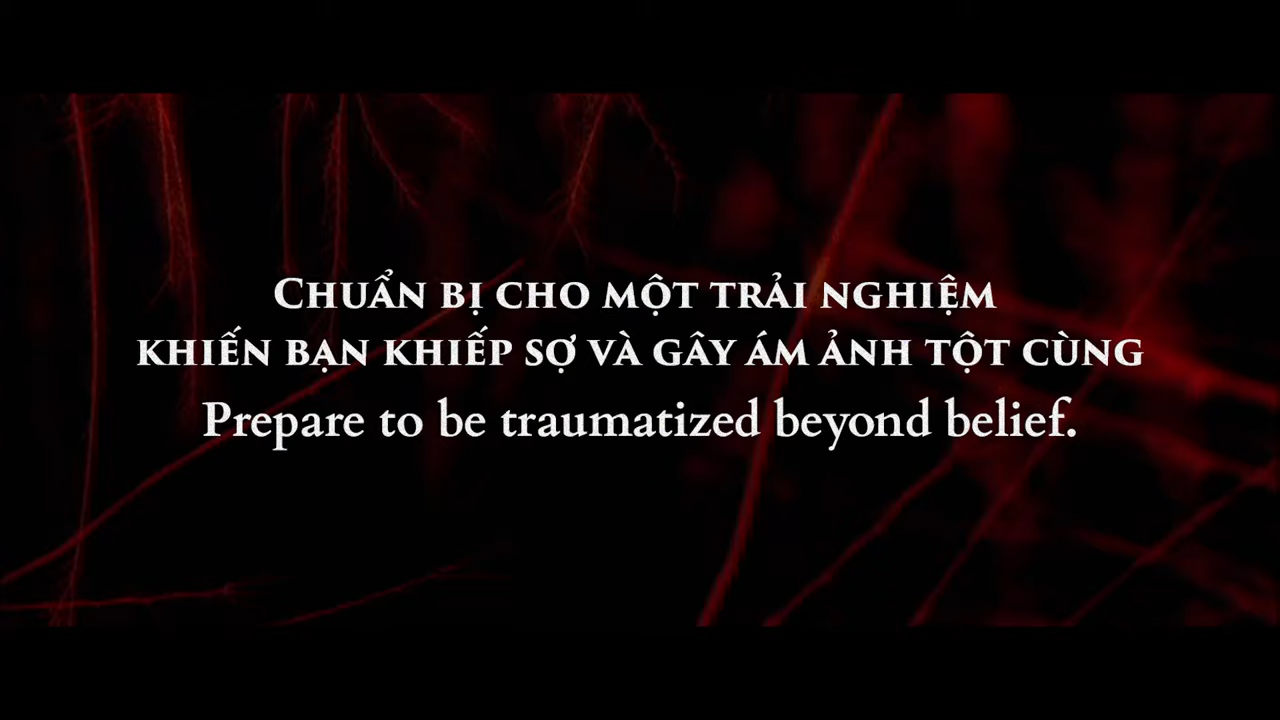 CHUẨN BỊ CHO MỘT TRẢI NGHIỆM
KHIẾN BẠN KHIẾP SỢ VÀ GÂY ÁM ẢNH TỘT CÙNG
Prepare to be traumatized beyond belief.